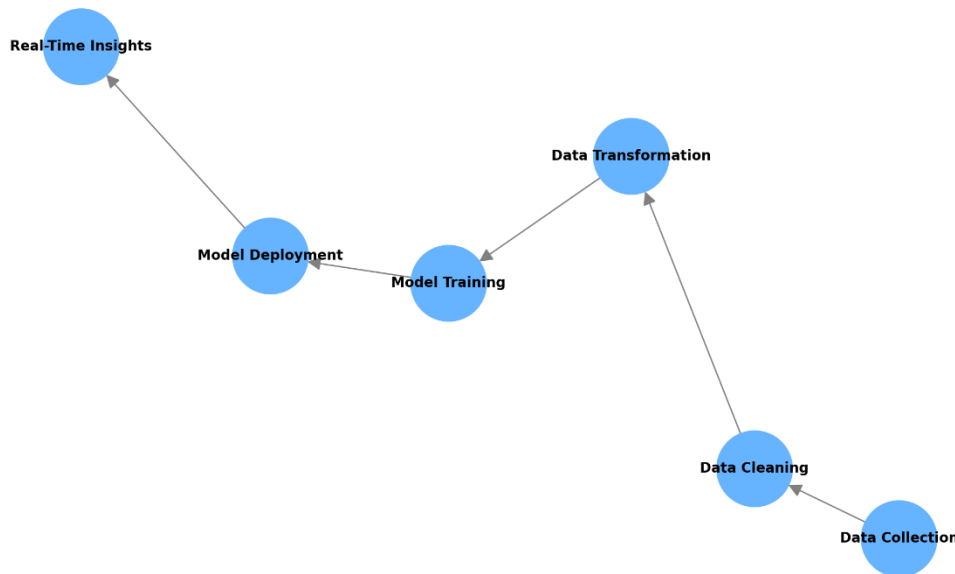 Real-Time Insights
Data Transformation
Model Deployment
Model Training
Data Cleaning
Data Collection